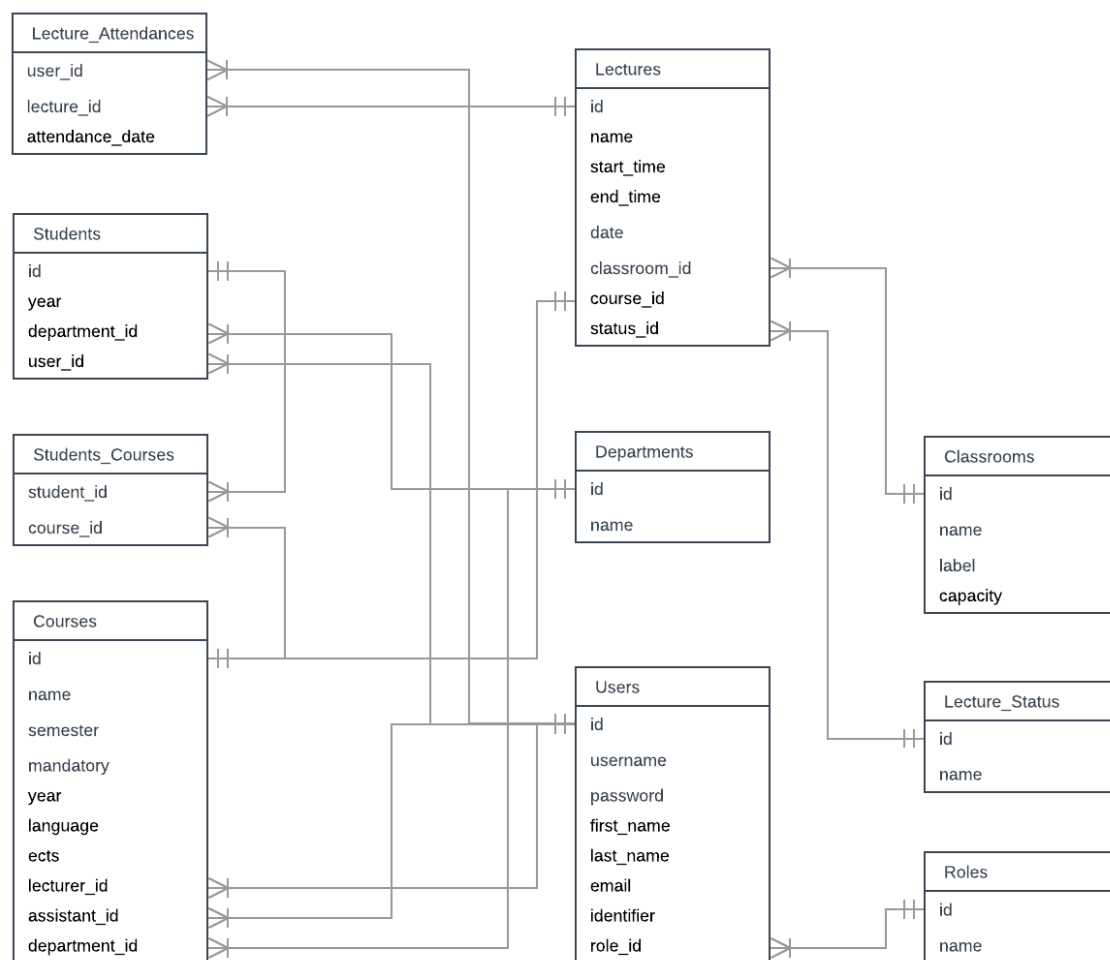 Lecture_Attendances
user_id
lecture_id
attendance_date
Students
id
year
department_id
user_id
Students_Courses
student_id
course_id
Courses
id
name
semester
mandatory
year
language
ects
lecturer_id
assistant_id
department_id
Lectures
id
name
start_time
end_time
date
classroom_id
course_id
status_id
Departments
id
name
Users
id
username
password
first_name
last_name
email
identifier
role_id
Classrooms
id
name
label
capacity
Lecture_Status
id
name
Roles
id
name